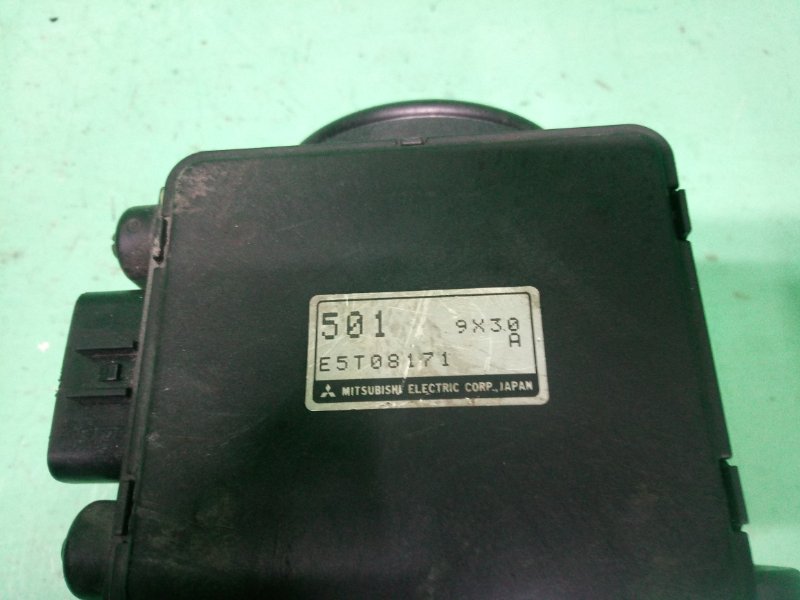 501 9X30
A
E5T08171
MITSUBISHI ELECTRIC CORP., JAPAN